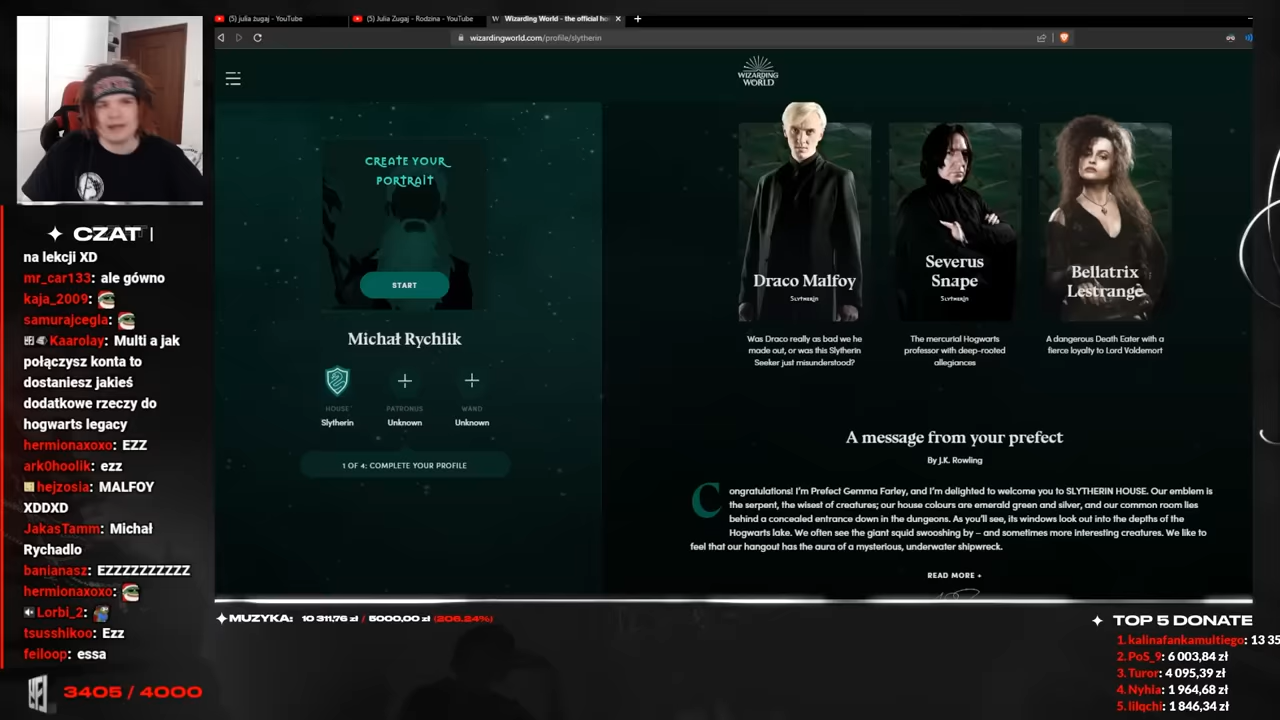 (5) julia żugaj - YouTube
(5) Julia Żugaj - Rodzina - YouTube
Wizarding World - the official ho
wizardingworld.com/profile/slytherin
WIZARDING
WORLD
CREATE YOUR
PORTRAIT
START
Michał Rychlik
HOUSE
Slytherin
PATRONUS
Unknown
WAND
Unknown
1 OF 4: COMPLETE YOUR PROFILE
Draco Malfoy
Slytherin
Was Draco really as bad we he
made out, or was this Slytherin
Seeker just misunderstood?
Severus
Snape
Slytherin
The mercurial Hogwarts
professor with deep-rooted
allegiances
Bellatrix
Lestrange
A dangerous Death Eater with a
fierce loyalty to Lord Voldemort
A message from your prefect
By J.K. Rowling
Congratulations! I'm Prefect Gemma Farley, and I'm delighted to welcome you to SLYTHERIN HOUSE. Our emblem is
the serpent, the wisest of creatures; our house colours are emerald green and silver, and our common room lies
behind a concealed entrance down in the dungeons. As you'll see, its windows look out into the depths of the
Hogwarts lake. We often see the giant squid swooshing by – and sometimes more interesting creatures. We like to
feel that our hangout has the aura of a mysterious, underwater shipwreck.
READ MORE +
CZAT |
na lekcji XD
mr_car133: ale gówno
kaja_2009:
samurajcegla:
Kaarolay: Multi a jak
połączysz konta to
dostaniesz jakieś
dodatkowe rzeczy do
hogwarts legacy
hermionaxoxo: EZZ
ark0hoolik: ezz
hejzosia: MALFOY
XDDXD
JakasTamm: Michał
Rychadlo
banianasz: EZZZZZZZZZZ
hermionaxoxo:
Lorbi_2:
tsusshikoo: Ezz
feiloop: essa
3405 / 4000
MUZYKA: 10 311,76 zł / 5000,00 zł (206.24%)
TOP 5 DONATE
1. kalinafankamultiego: 13 35
2. PoS_9: 6 003,84 zł
3. Turor: 4 095,39 zł
4. Nyhia: 1 964,68 zł
5. lilqchi: 1 846,34 zł